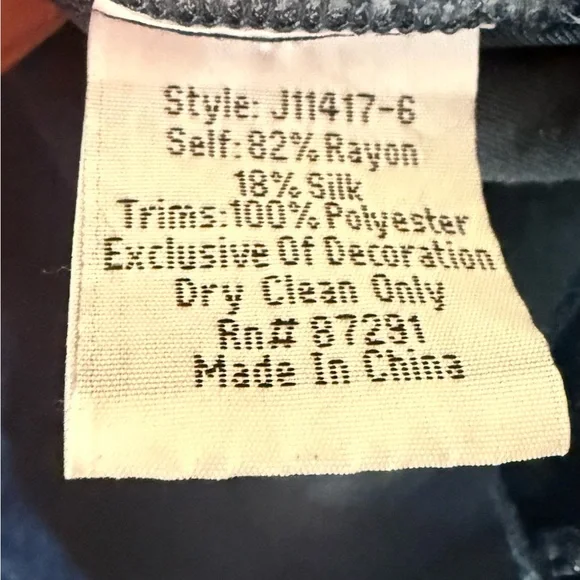 Style: J11417-6
Self: 82% Rayon
18% Silk
Trims:100% Polyester
Exclusive Of Decoration
Dry Clean Only
Rn# 87291
Made In China